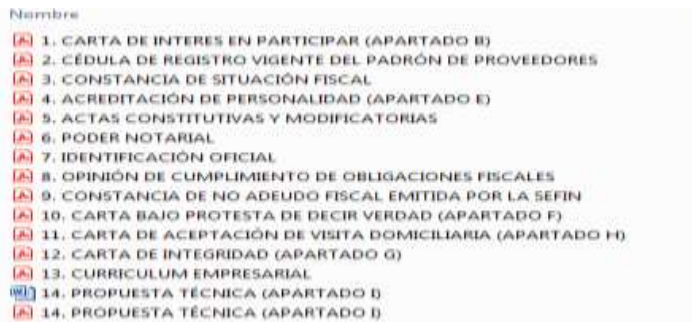 Nombre
1. CARTA DE INTERES EN PARTICIPAR (APARTADO B)
2. CÉDULA DE REGISTRO VIGENTE DEL PADRÓN DE PROVEEDORES
3. CONSTANCIA DE SITUACIÓN FISCAL
4. ACREDITACIÓN DE PERSONALIDAD (APARTADO E)
5. ACTAS CONSTITUTIVAS Y MODIFICATORIAS
6. PODER NOTARIAL
7. IDENTIFICACIÓN OFICIAL
8. OPINIÓN DE CUMPLIMIENTO DE OBLIGACIONES FISCALES
9. CONSTANCIA DE NO ADEUDO FISCAL EMITIDA POR LA SEFIN
10. CARTA BAJO PROTESTA DE DECIR VERDAD (APARTADO F)
11. CARTA DE ACEPTACIÓN DE VISITA DOMICILIARIA (APARTADO H)
12. CARTA DE INTEGRIDAD (APARTADO G)
13. CURRICULUM EMPRESARIAL
14. PROPUESTA TÉCNICA (APARTADO I)
14. PROPUESTA TÉCNICA (APARTADO I)